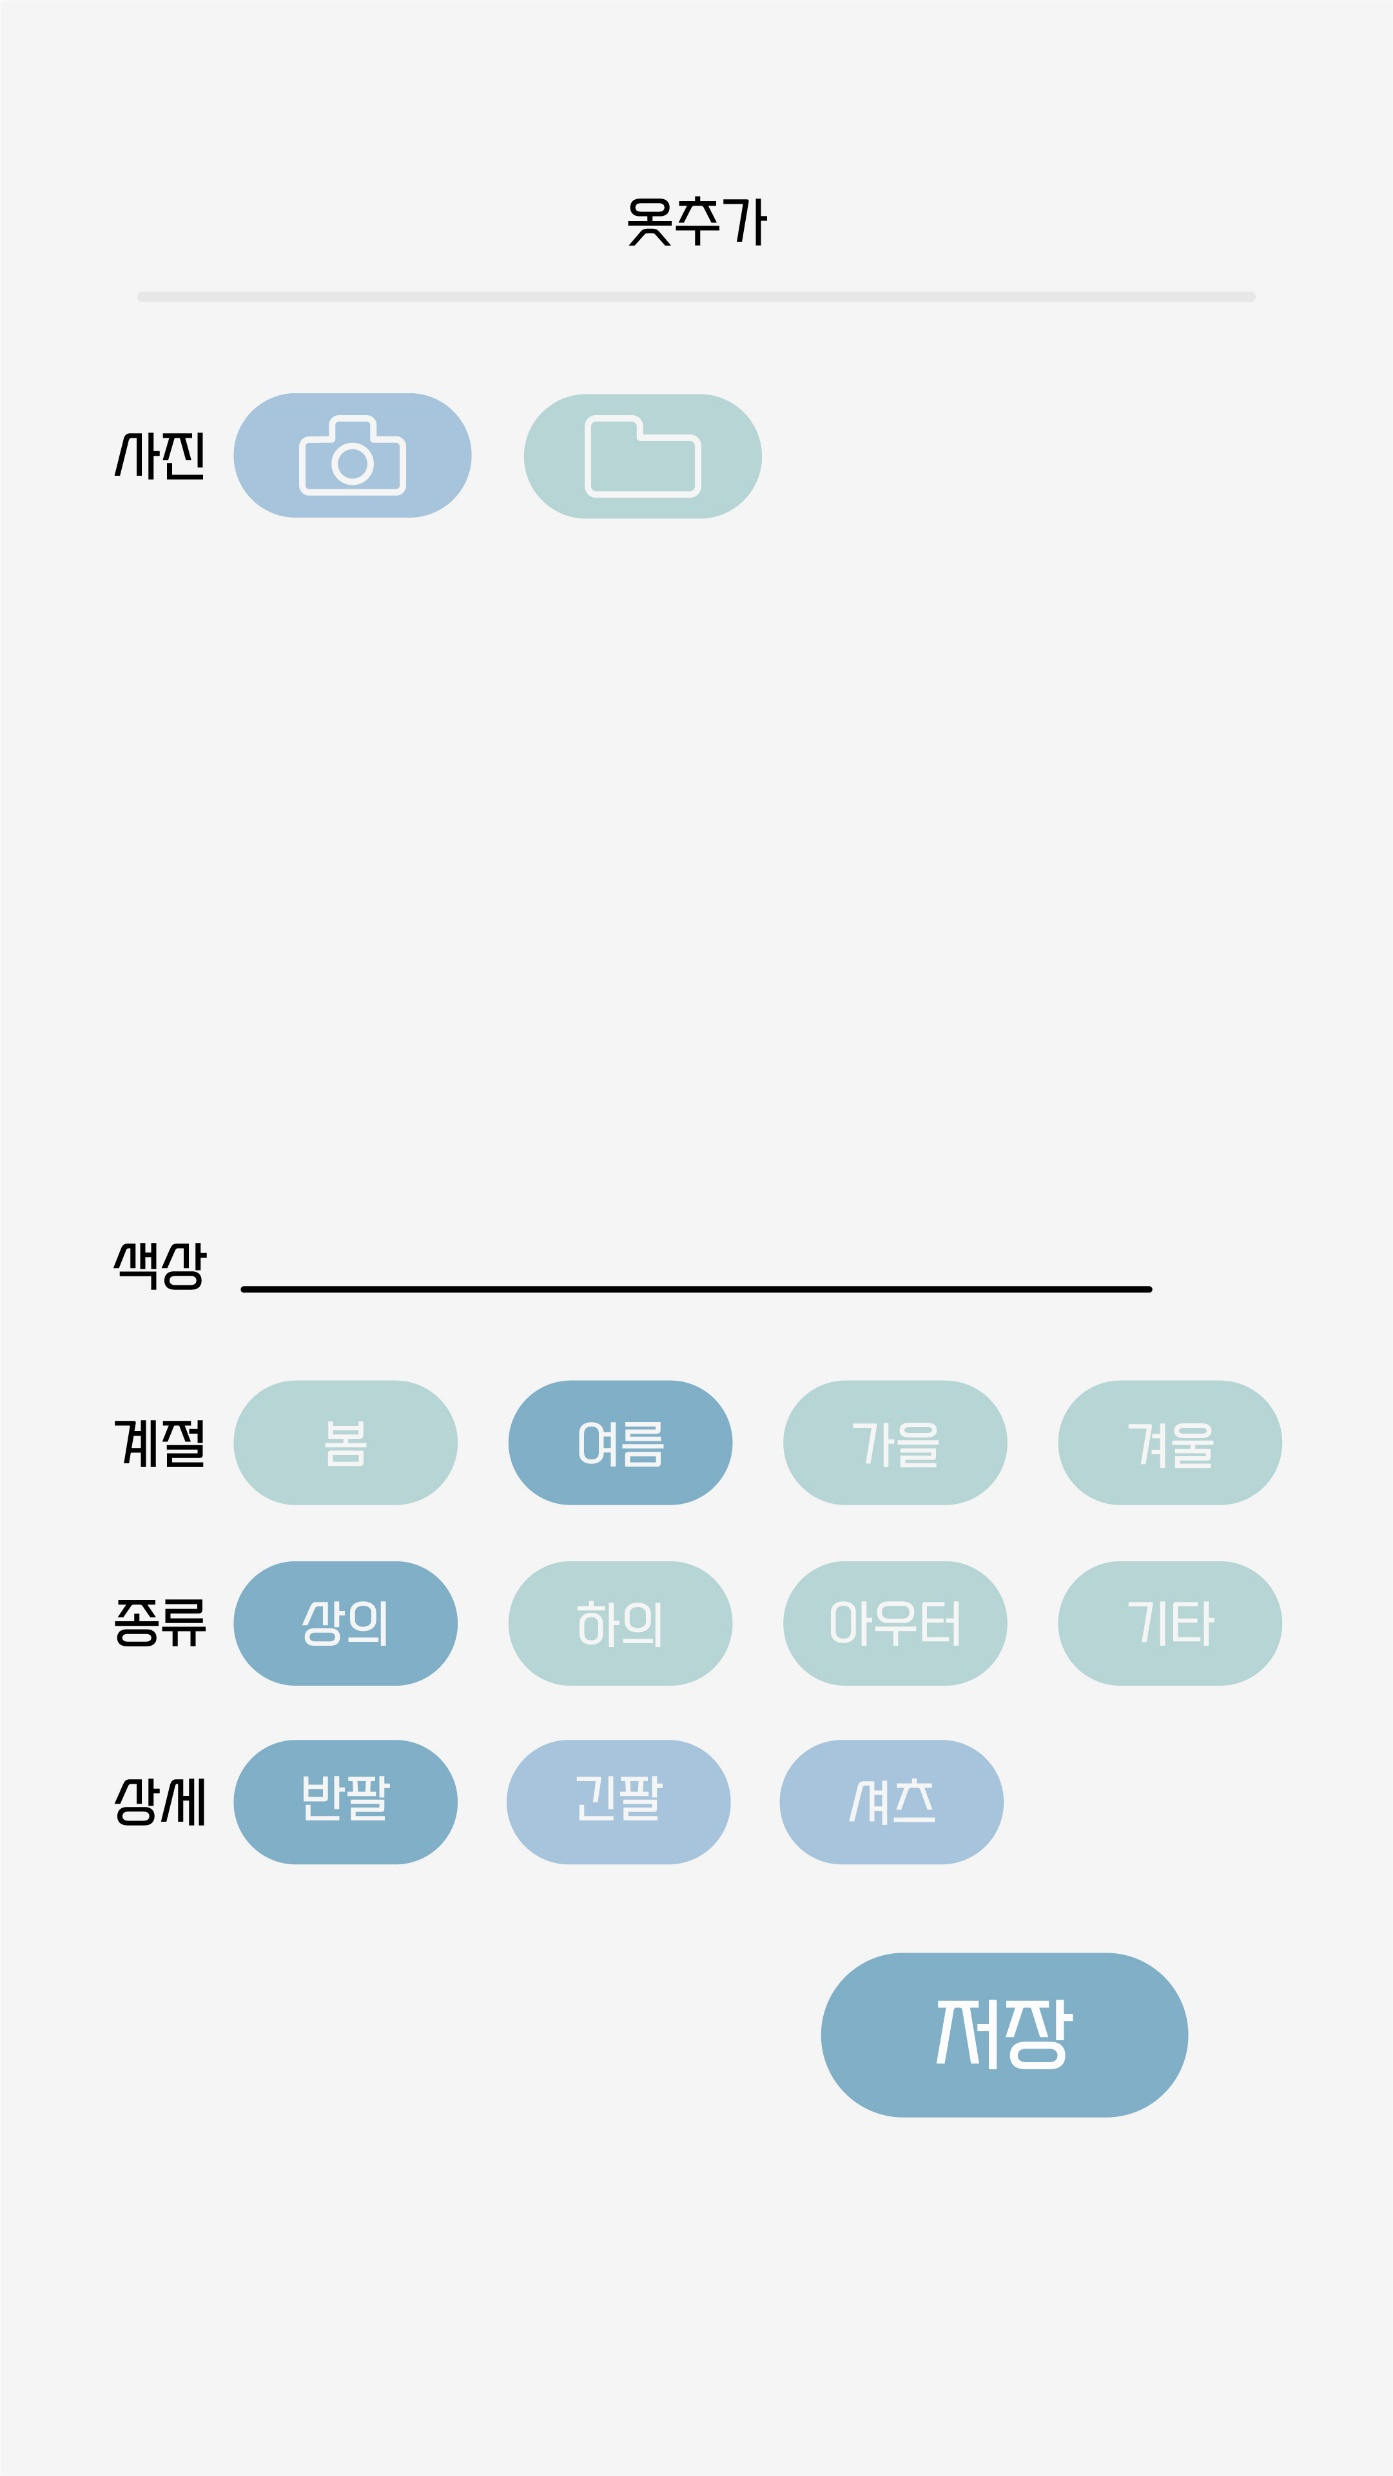 옷추가
사진
색상
계절 봄 여름 가을 겨울
종류 상의 하의 아우터 기타
상세 반팔 긴팔 셔츠
저장